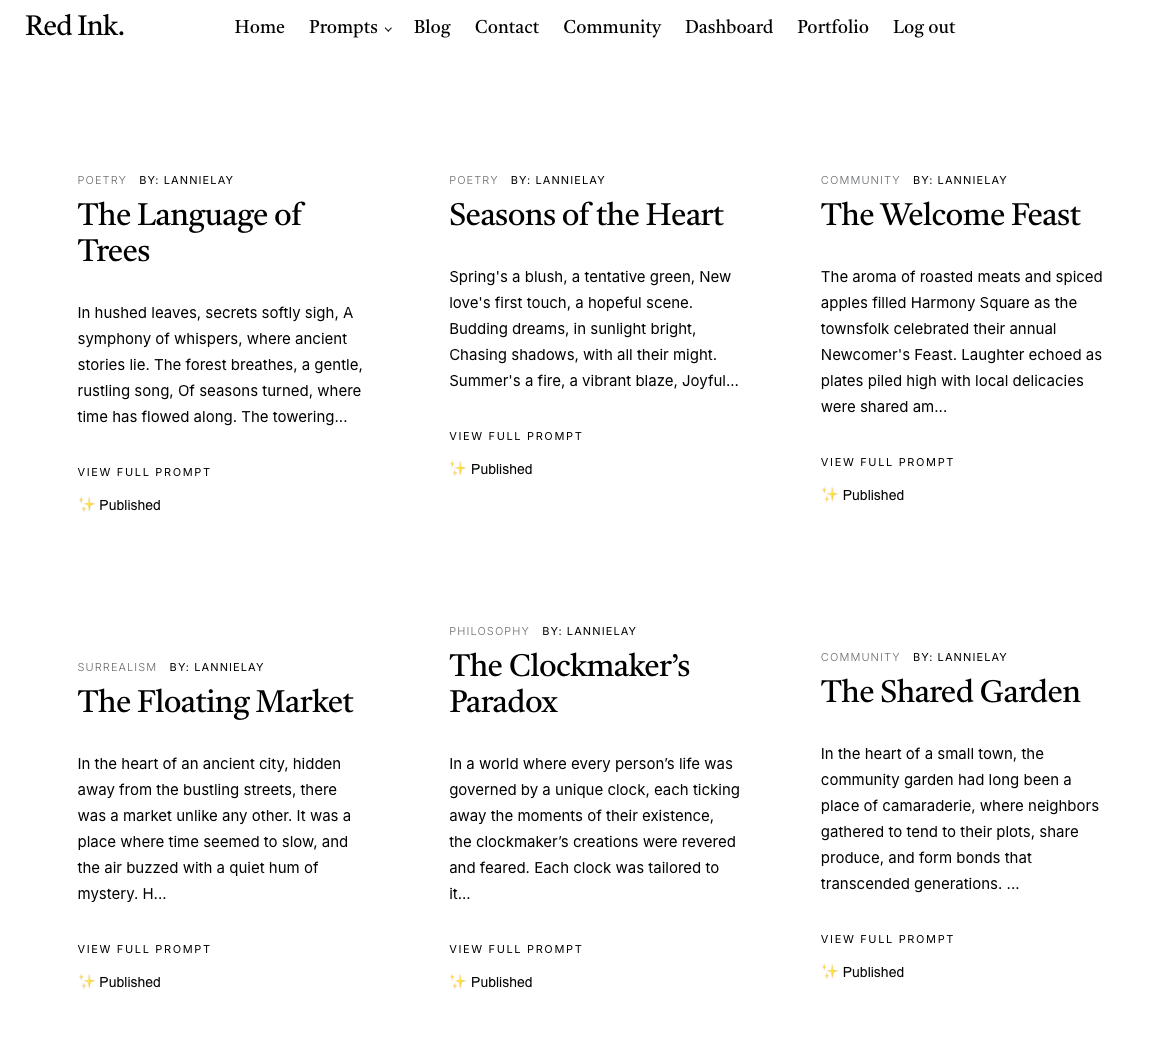 Red Ink.
Home Prompts Blog Contact Community Dashboard Portfolio Log out
POETRY BY: LANNIELAY
The Language of
Trees
In hushed leaves, secrets softly sigh, A
symphony of whispers, where ancient
stories lie. The forest breathes, a gentle,
rustling song, Of seasons turned, where
time has flowed along. The towering...
VIEW FULL PROMPT
✨ Published
POETRY BY: LANNIELAY
Seasons of the Heart
Spring's a blush, a tentative green, New
love's first touch, a hopeful scene.
Budding dreams, in sunlight bright,
Chasing shadows, with all their might.
Summer's a fire, a vibrant blaze, Joyful...
VIEW FULL PROMPT
✨ Published
COMMUNITY BY: LANNIELAY
The Welcome Feast
The aroma of roasted meats and spiced
apples filled Harmony Square as the
townsfolk celebrated their annual
Newcomer's Feast. Laughter echoed as
plates piled high with local delicacies
were shared am...
VIEW FULL PROMPT
✨ Published
SURREALISM BY: LANNIELAY
The Floating Market
In the heart of an ancient city, hidden
away from the bustling streets, there
was a market unlike any other. It was a
place where time seemed to slow, and
the air buzzed with a quiet hum of
mystery. H...
VIEW FULL PROMPT
✨ Published
PHILOSOPHY BY: LANNIELAY
The Clockmaker’s
Paradox
In a world where every person’s life was
governed by a unique clock, each ticking
away the moments of their existence,
the clockmaker’s creations were revered
and feared. Each clock was tailored to
it...
VIEW FULL PROMPT
✨ Published
COMMUNITY BY: LANNIELAY
The Shared Garden
In the heart of a small town, the
community garden had long been a
place of camaraderie, where neighbors
gathered to tend to their plots, share
produce, and form bonds that
transcended generations. ...
VIEW FULL PROMPT
✨ Published